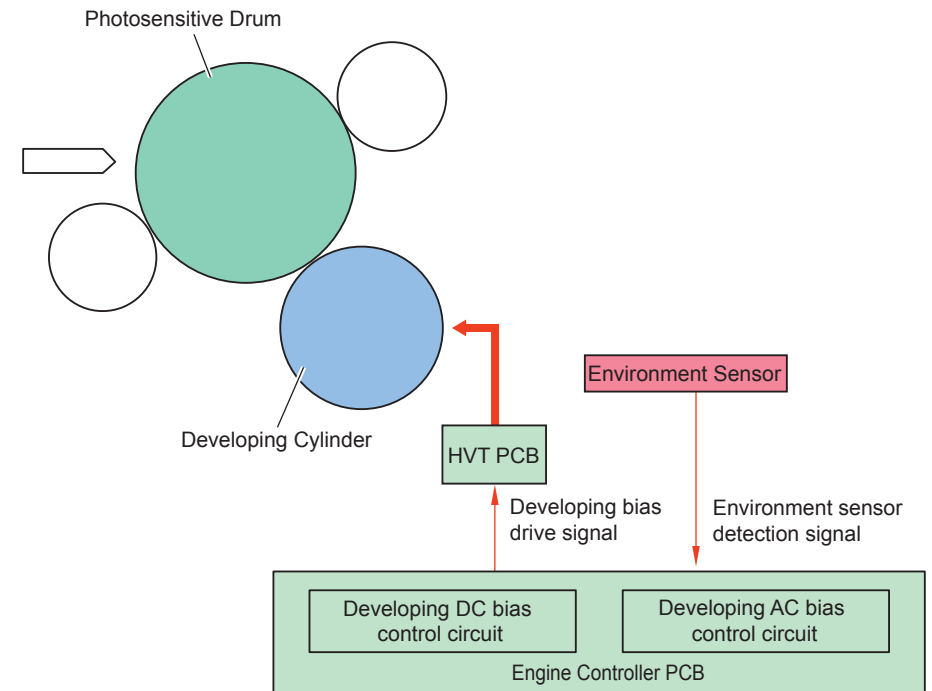 Photosensitive Drum
Developing Cylinder
Environment Sensor
HVT PCB
Developing bias
drive signal
Environment sensor
detection signal
Developing DC bias
control circuit
Developing AC bias
control circuit
Engine Controller PCB